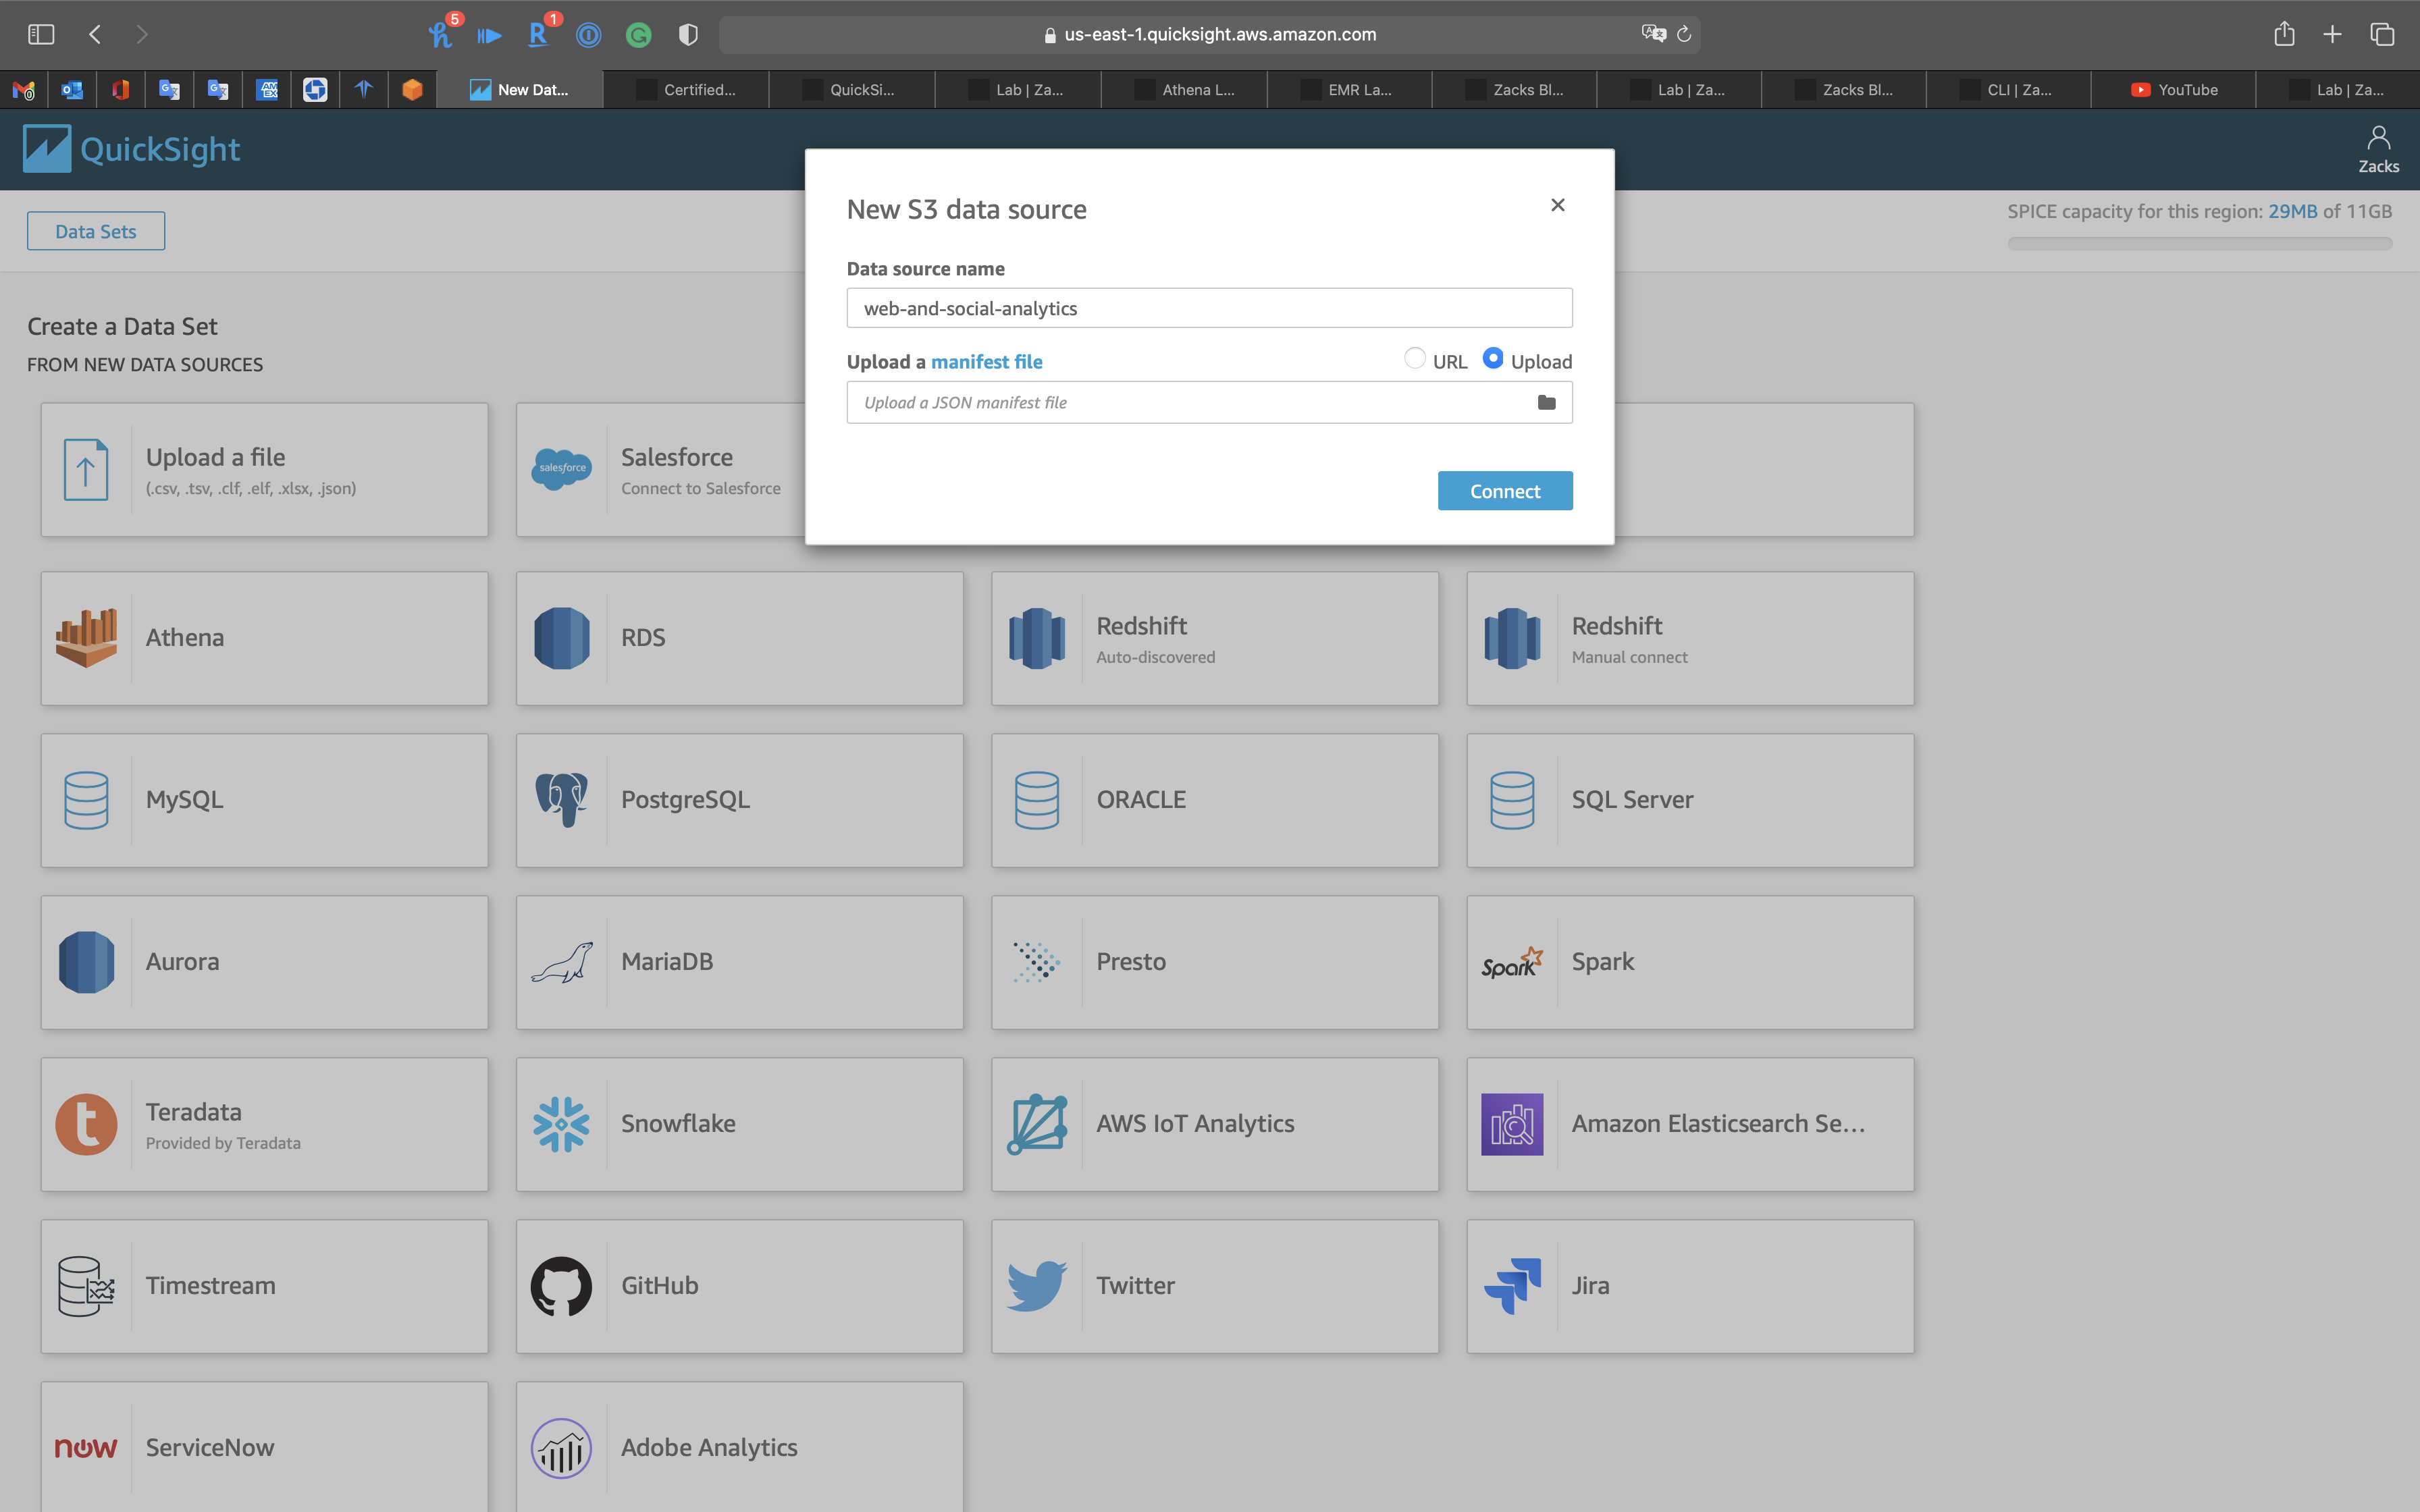 5
1
us-east-1.quicksight.aws.amazon.com
New Dat...
Certified...
QuickSi...
Lab | Za...
Athena L...
EMR La...
Zacks Bl...
Lab | Za...
Zacks Bl...
CLI | Za...
YouTube
Lab | Za...
QuickSight
Zacks
Data Sets
SPICE capacity for this region: 29MB of 11GB
New S3 data source
Data source name
web-and-social-analytics
Upload a manifest file
URL
Upload
Upload a JSON manifest file
Connect
Create a Data Set
FROM NEW DATA SOURCES
Upload a file
(.csv, .tsv, .clf, .elf, .xlsx, .json)
salesforce
Salesforce
Connect to Salesforce
Athena
RDS
Redshift
Auto-discovered
Redshift
Manual connect
MySQL
PostgreSQL
ORACLE
SQL Server
Aurora
MariaDB
Presto
Spark
Spark
Teradata
Provided by Teradata
Snowflake
AWS IoT Analytics
Amazon Elasticsearch Se...
Timestream
GitHub
Twitter
Jira
now
ServiceNow
Adobe Analytics